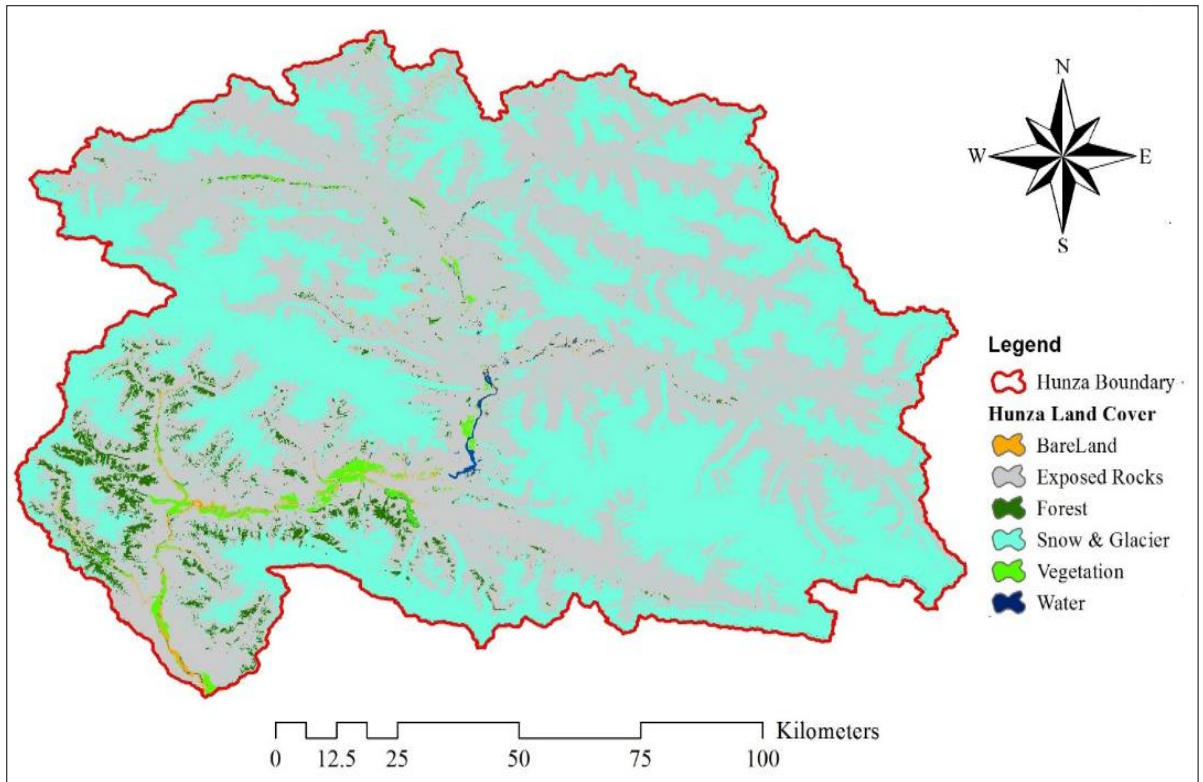 N
W E
S
Legend
Hunza Boundary
Hunza Land Cover
BareLand
Exposed Rocks
Forest
Snow & Glacier
Vegetation
Water
Kilometers
0 12.5 25 50 75 100